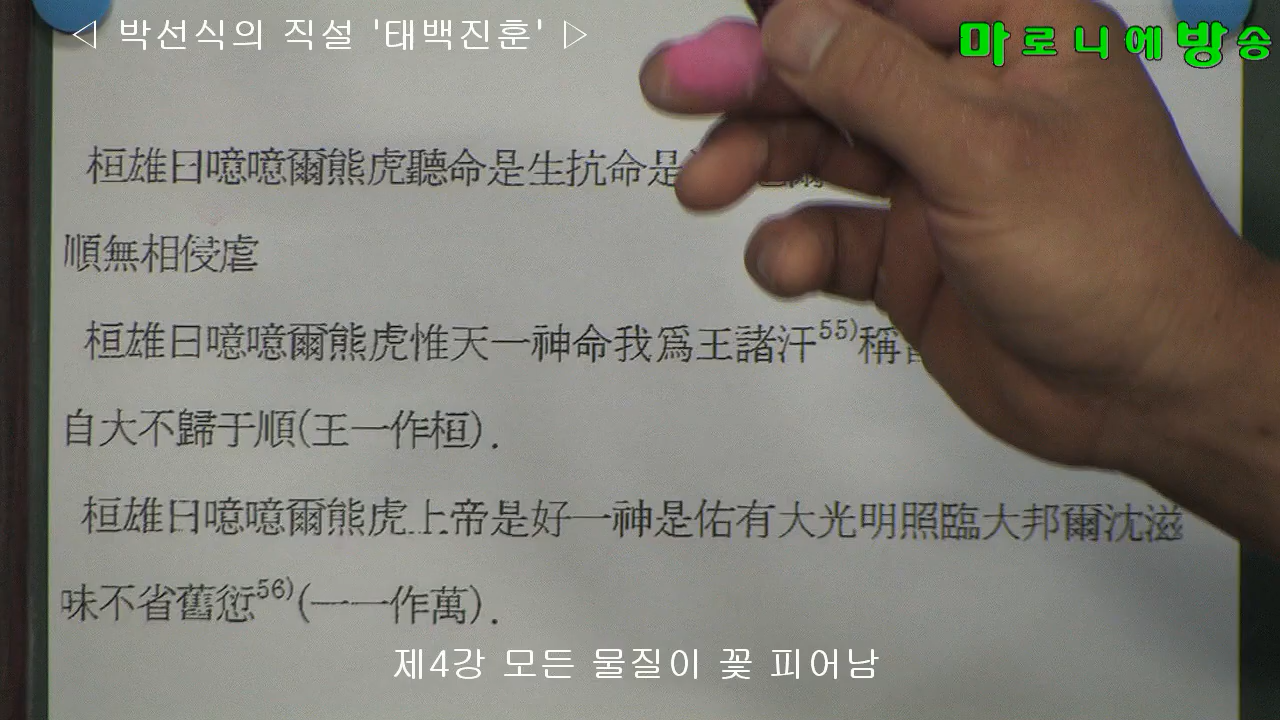 ◁ 박선식의 직설 '태백진훈' ▷
마로니에방송
桓雄曰噫噫爾熊虎聽命是生抗命是
順無相侵虐
桓雄曰噫噫爾熊虎惟天一神命我爲王諸汗55)稱
自大不歸于順(王一作桓).
桓雄曰噫噫爾熊虎上帝是好一神是佑有大光明照臨大邦爾沈滋
味不省舊愆56)(一一作萬).
제4강 모든 물질이 꽃 피어남